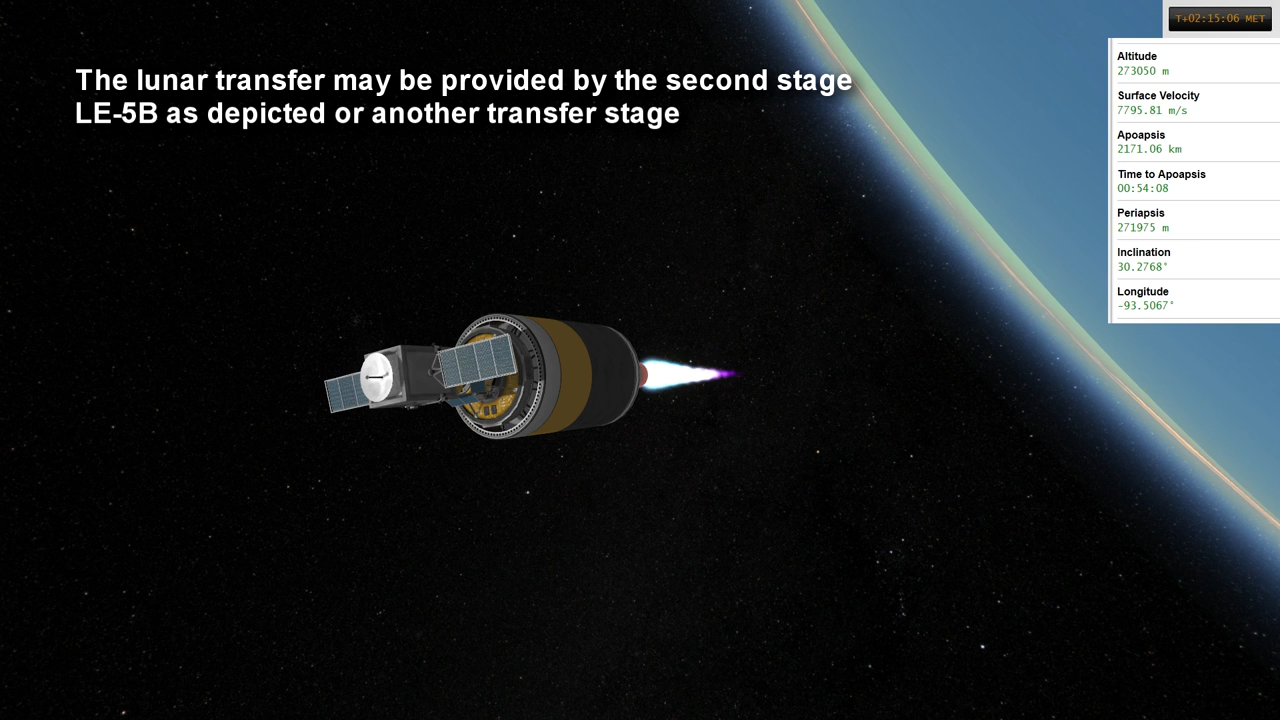 T+02:15:06 MET
The lunar transfer may be provided by the second stage
LE-5B as depicted or another transfer stage
Altitude
273050 m
Surface Velocity
7795.81 m/s
Apoapsis
2171.06 km
Time to Apoapsis
00:54:08
Periapsis
271975 m
Inclination
30.2768°
Longitude
-93.5067°